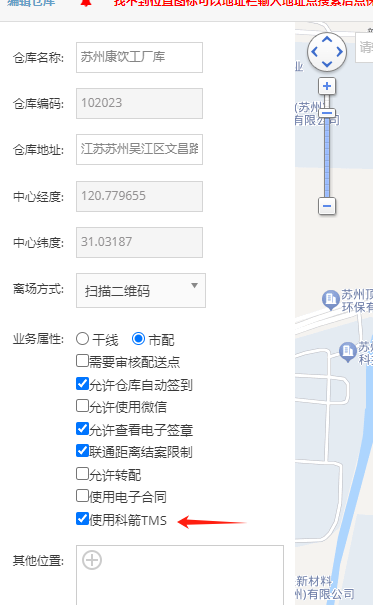 编辑仓库
找不到位置图标可以地址栏输入地址点搜索后点保
仓库名称: 苏州康饮工厂库
仓库编码: 102023
仓库地址: 江苏苏州吴江区文昌路
中心经度: 120.779655
中心纬度: 31.03187
离场方式: 扫描二维码
业务属性: 干线 市配
需要审核配送点
允许仓库自动签到
允许使用微信
允许查看电子签章
联通距离结案限制
允许转配
使用电子合同
使用科箭TMS
其他位置:
请
业
(苏州)
有限公司
苏州顶
环保有
苏州
科
新材料
州)有限公司